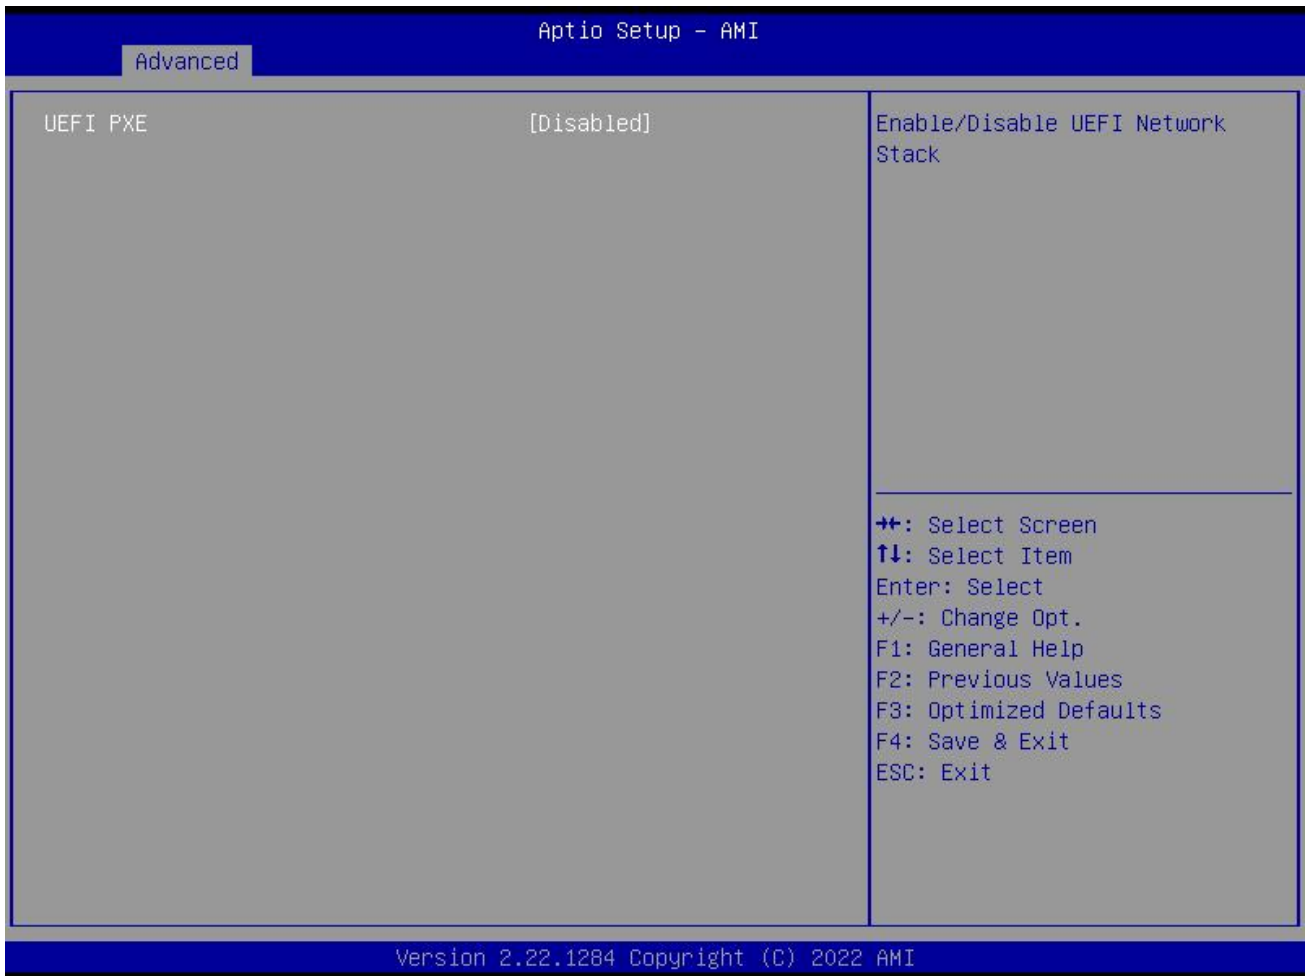 Aptio Setup – AMI
Advanced
UEFI PXE [Disabled]
Enable/Disable UEFI Network
Stack
→←: Select Screen
↑↓: Select Item
Enter: Select
+/-: Change Opt.
F1: General Help
F2: Previous Values
F3: Optimized Defaults
F4: Save & Exit
ESC: Exit
Version 2.22.1284 Copyright (C) 2022 AMI